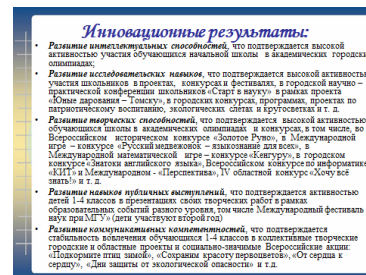 Инновационные результаты:
• Развитие интеллектуальных способностей, что подтверждается высокой
активностью участия обучающихся начальной школы в академических городских
олимпиадах;
• Развитие исследовательских навыков, что подтверждается высокой активностью
участия школьников в проектах, конкурсах и фестивалях, в городской научно –
практической конференции школьников «Старт в науку» в рамках проекта
«Юные дарования – Томску», в городских конкурсах, программах, проектах по
патриотическому воспитанию, экологических слётах и кругосветках и т. д.
• Развитие творческих способностей, что подтверждается высокой активностью
обучающихся школы в академических олимпиадах и конкурсах, в том числе, во
Всероссийском историческом конкурсе «Золотое Руно», в Международной
игре – конкурсе «Русский медвежонок – языкознание для всех», в
Международной математической игре – конкурсе «Кенгуру», в городском
конкурсе «Знатоки английского языка», Всероссийском конкурсе по информатике
«КИТ» и Международном - «Перспектива», IV областной конкурс «Хочу всё
знать!» и т. д.
• Развитие навыков публичных выступлений, что подтверждается активностью
детей 1-4 классов в презентациях своих творческих работ в рамках
образовательных событий разного уровня, том числе Международный фестиваль
наук при МГУ» (дети участвуют второй год)
• Развитие коммуникативных компетентностей, что подтверждается
стабильность вовлечения обучающихся 1-4 классов в коллективные творческие
городские и областные проекты и социально-значимые Всероссийские акции:
«Подкормите птиц зимой», «Сохраним красоту первоцветов», «От сердца к
сердцу», «Дни защиты от экологической опасности» и т.д.